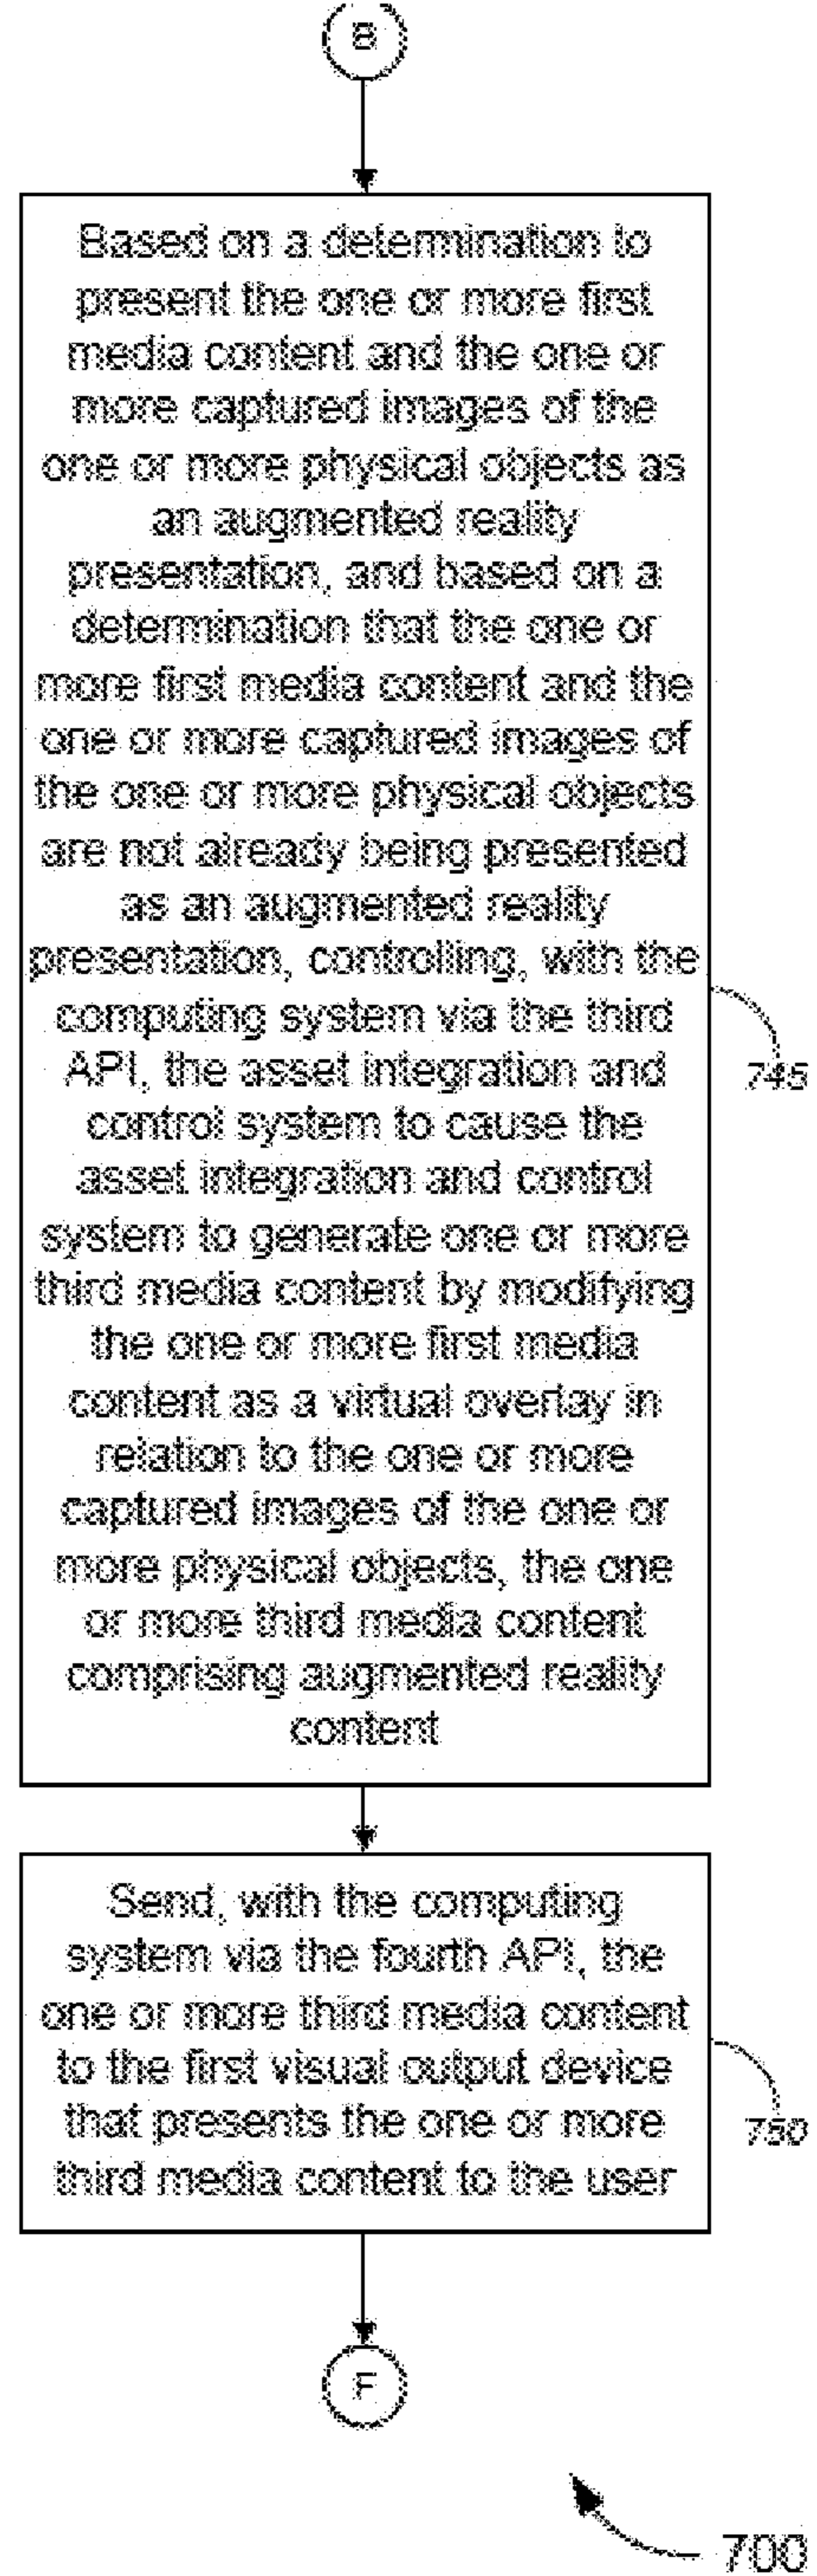 B
Based on a determination to
present the one or more first
media content and the one or
more captured images of the
one or more physical objects as
an augmented reality
presentation, and based on a
determination that the one or
more first media content and the
one or more captured images of
the one or more physical objects
are not already being presented
as an augmented reality
presentation, controlling, with the
computing system via the third
API, the asset integration and
control system to cause the
asset integration and control
system to generate one or more
third media content by modifying
the one or more first media
content as a virtual overlay in
relation to the one or more
captured images of the one or
more physical objects, the one
or more third media content
comprising augmented reality
content
745
Send, with the computing
system via the fourth API, the
one or more third media content
to the first visual output device
that presents the one or more
third media content to the user
750
F
700